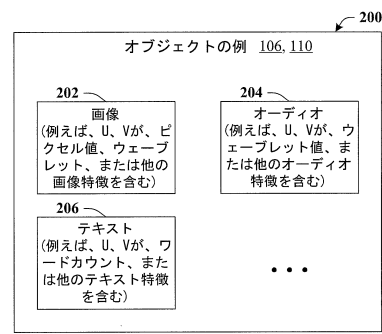 200
オブジェクトの例 106, 110
202
画像
(例えば、U、Vが、ピ
クセル値、ウェーブ
レット、または他の
画像特徴を含む)
204
オーディオ
(例えば、U、Vが、ウ
ェーブレット値、ま
たは他のオーディオ
特徴を含む)
206
テキスト
(例えば、U、Vが、ワ
ードカウント、また
は他のテキスト特徴
を含む)
• • •